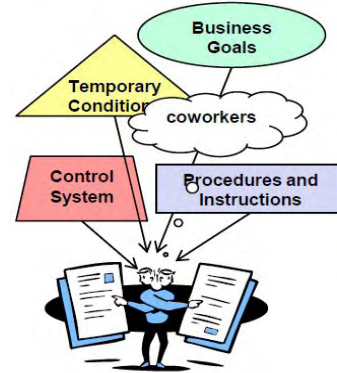 Business
Goals
Temporary
Condition
coworkers
Control
System
Procedures and
Instructions